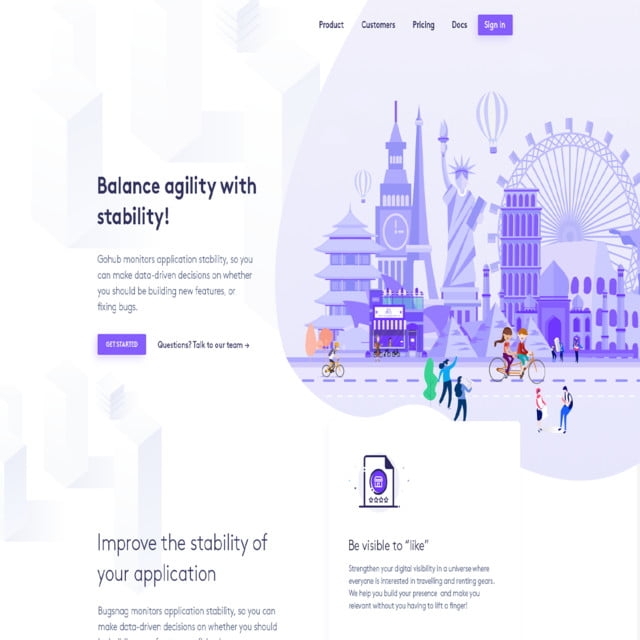 Product Customers Pricing Docs Sign in
Balance agility with
stability!
Gohub monitors application stability, so you
can make data-driven decisions on whether
you should be building new features, or
fixing bugs.
GET STARTED Questions? Talk to our team →
Improve the stability of
your application
Bugsnag monitors application stability, so you can
make data-driven decisions on whether you should
Be visible to “like”
Strengthen your digital visibility in a universe where
everyone is interested in travelling and renting gears.
We help you build your presence and make you
relevant without you having to lift a finger!